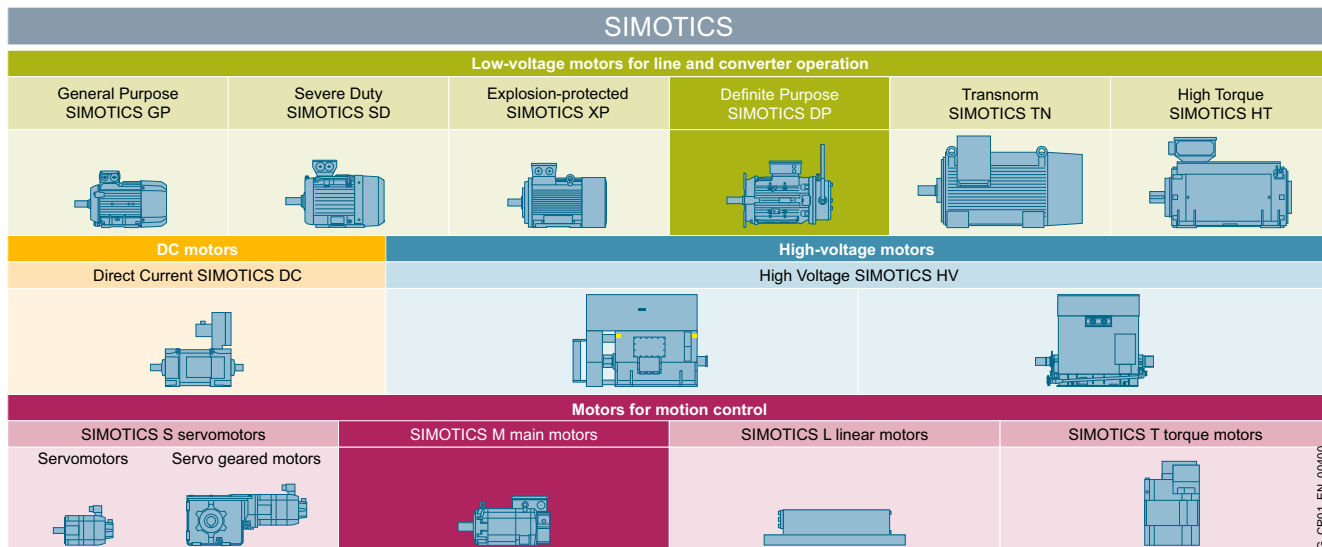 SIMOTICS
Low-voltage motors for line and converter operation
General Purpose
SIMOTICS GP
Severe Duty
SIMOTICS SD
Explosion-protected
SIMOTICS XP
Definite Purpose
SIMOTICS DP
Transnorm
SIMOTICS TN
High Torque
SIMOTICS HT
DC motors
High-voltage motors
Direct Current SIMOTICS DC
High Voltage SIMOTICS HV
Motors for motion control
SIMOTICS S servomotors
SIMOTICS M main motors
SIMOTICS L linear motors
SIMOTICS T torque motors
Servomotors
Servo geared motors